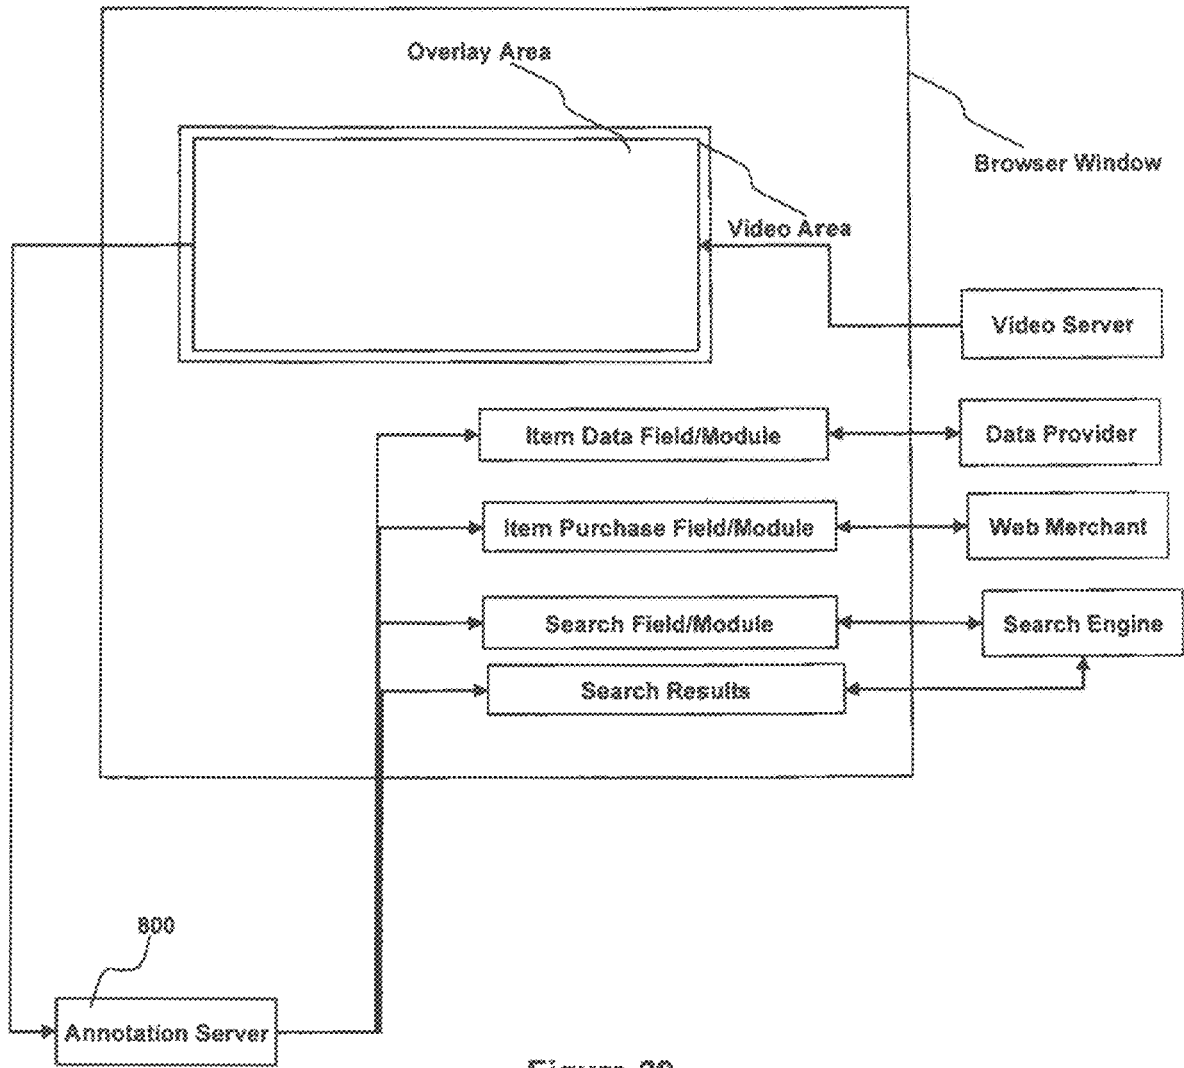 Overlay Area
Browser Window
Video Area
Video Server
Item Data Field/Module
Data Provider
Item Purchase Field/Module
Web Merchant
Search Field/Module
Search Engine
Search Results
800
Annotation Server